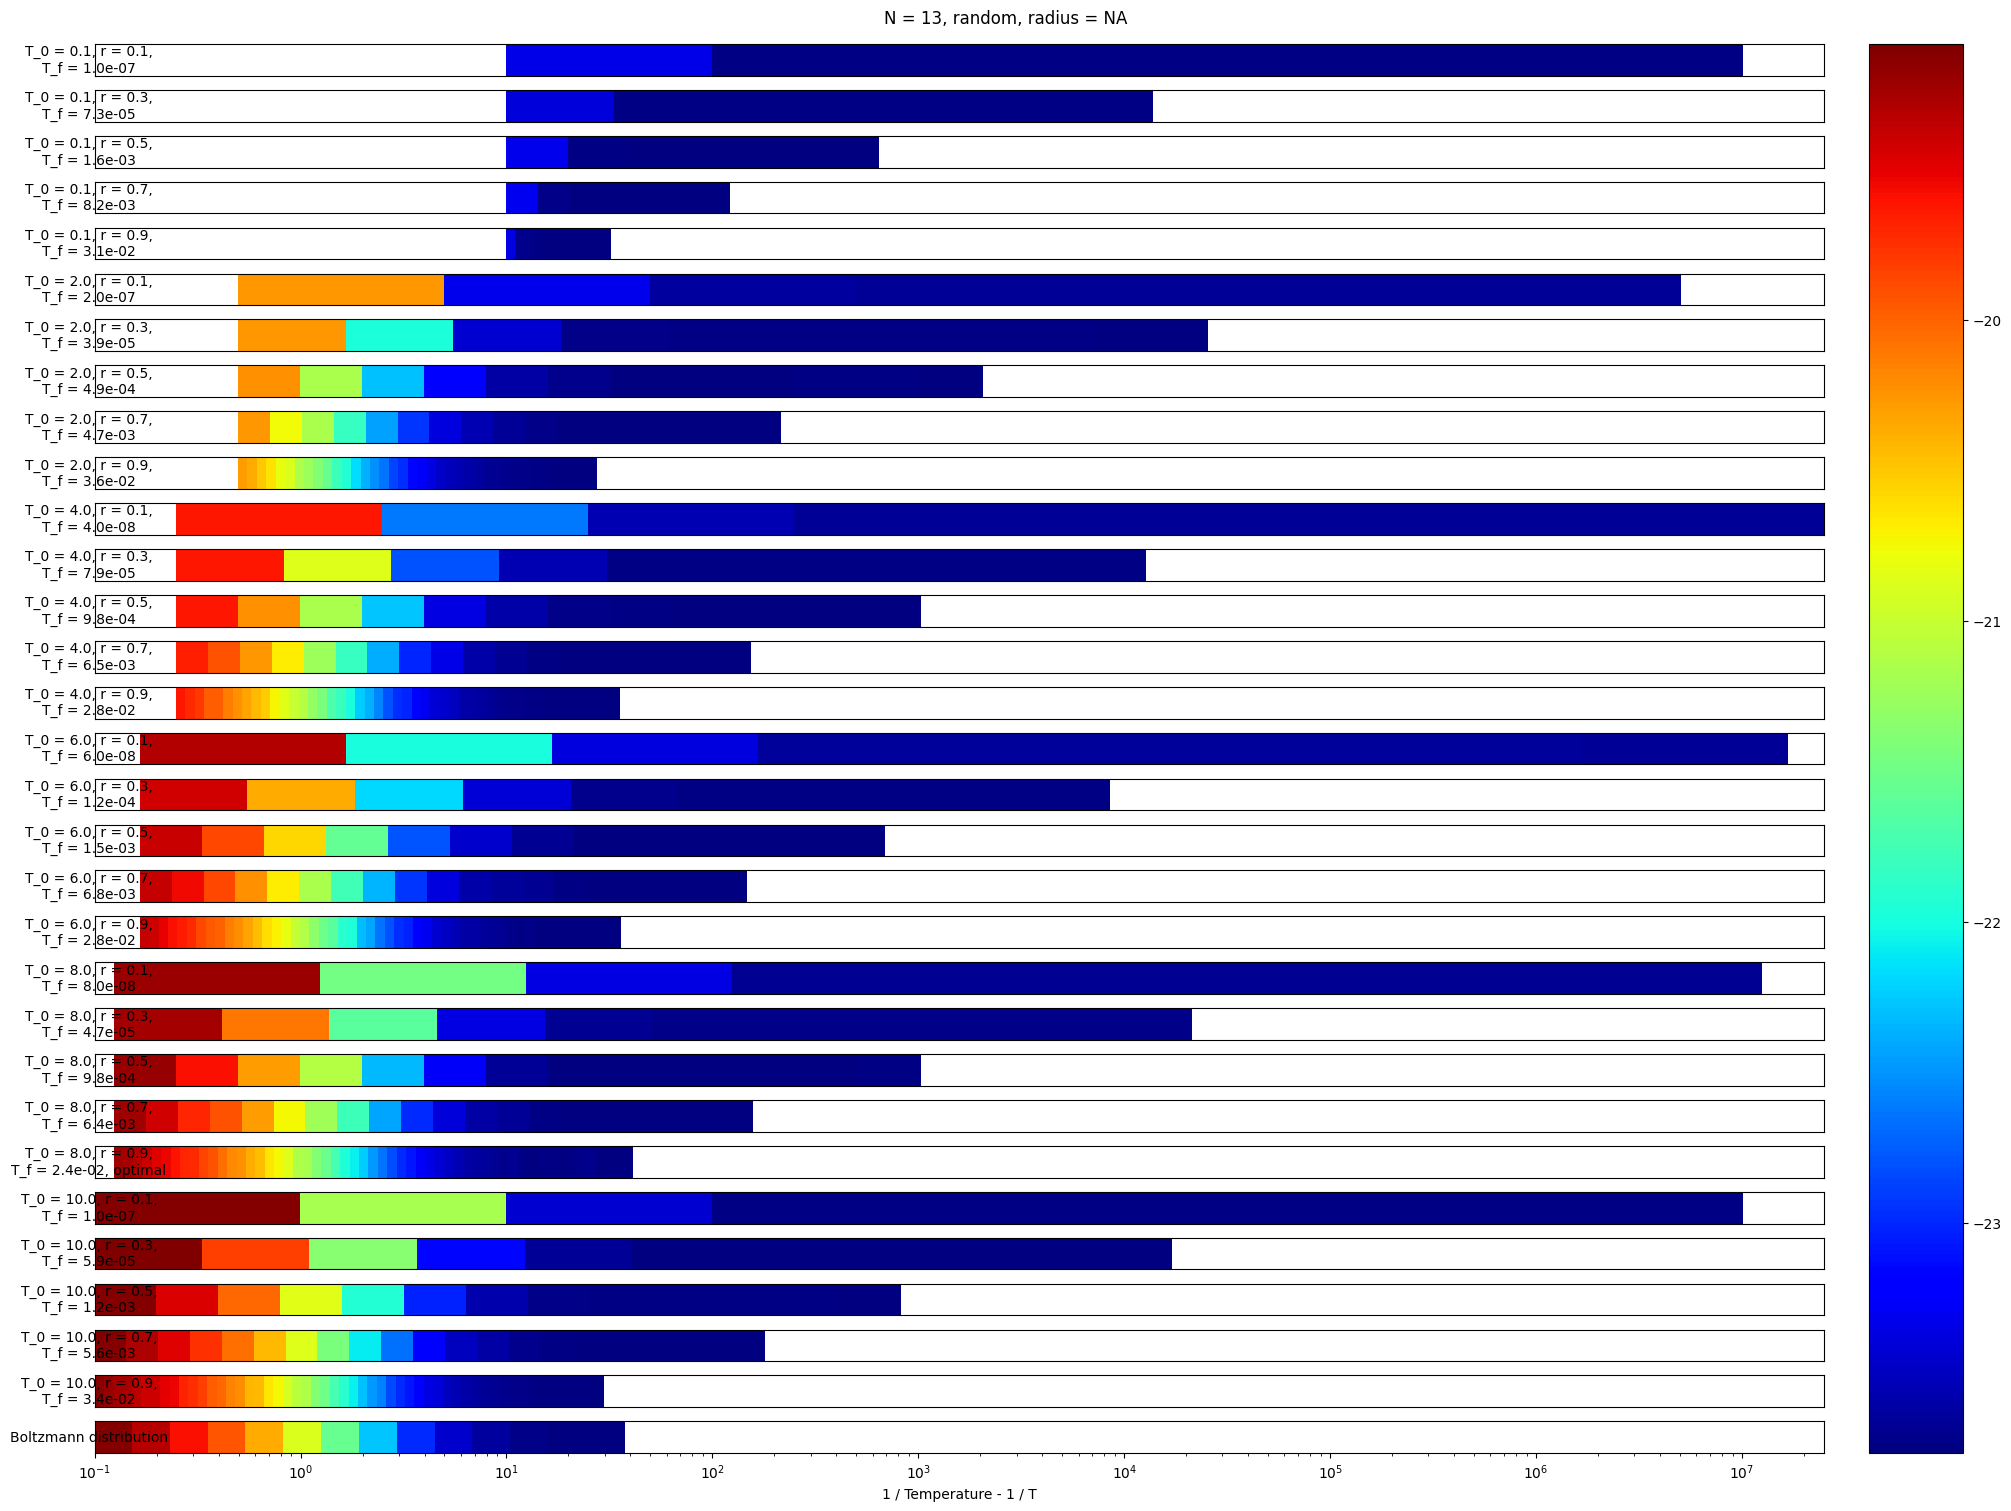 N = 13, random, radius = NA
T_0 = 0.1, r = 0.1,
T_f = 1.0e-07
T_0 = 0.1, r = 0.3,
T_f = 7.3e-05
T_0 = 0.1, r = 0.5,
T_f = 1.6e-03
T_0 = 0.1, r = 0.7,
T_f = 8.2e-03
T_0 = 0.1, r = 0.9,
T_f = 3.1e-02
T_0 = 2.0, r = 0.1,
T_f = 2.0e-07
T_0 = 2.0, r = 0.3,
T_f = 3.9e-05
T_0 = 2.0, r = 0.5,
T_f = 4.9e-04
T_0 = 2.0, r = 0.7,
T_f = 4.7e-03
T_0 = 2.0, r = 0.9,
T_f = 3.6e-02
T_0 = 4.0, r = 0.1,
T_f = 4.0e-08
T_0 = 4.0, r = 0.3,
T_f = 7.9e-05
T_0 = 4.0, r = 0.5,
T_f = 9.8e-04
T_0 = 4.0, r = 0.7,
T_f = 6.5e-03
T_0 = 4.0, r = 0.9,
T_f = 2.8e-02
T_0 = 6.0, r = 0.1,
T_f = 6.0e-08
T_0 = 6.0, r = 0.3,
T_f = 1.2e-04
T_0 = 6.0, r = 0.5,
T_f = 1.5e-03
T_0 = 6.0, r = 0.7,
T_f = 6.8e-03
T_0 = 6.0, r = 0.9,
T_f = 2.8e-02
T_0 = 8.0, r = 0.1,
T_f = 8.0e-08
T_0 = 8.0, r = 0.3,
T_f = 4.7e-05
T_0 = 8.0, r = 0.5,
T_f = 9.8e-04
T_0 = 8.0, r = 0.7,
T_f = 6.4e-03
T_0 = 8.0, r = 0.9,
T_f = 2.4e-02, optimal
T_0 = 10.0, r = 0.1,
T_f = 1.0e-07
T_0 = 10.0, r = 0.3,
T_f = 5.9e-05
T_0 = 10.0, r = 0.5,
T_f = 1.2e-03
T_0 = 10.0, r = 0.7,
T_f = 5.6e-03
T_0 = 10.0, r = 0.9,
T_f = 3.4e-02
Boltzmann distribution
10⁻¹ 10⁰ 10¹ 10² 10³ 10⁴ 10⁵ 10⁶ 10⁷
1 / Temperature - 1 / T
−20
−21
−22
−23